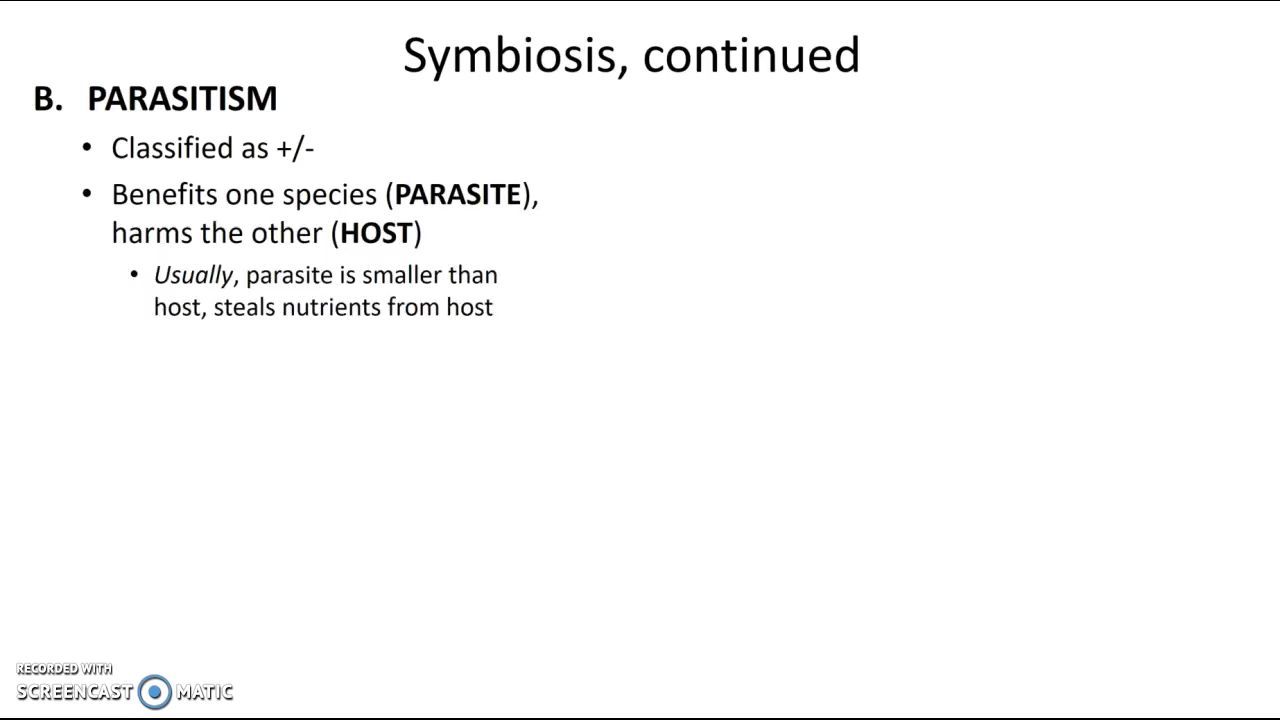 Symbiosis, continued
B. PARASITISM
• Classified as +/-
• Benefits one species (PARASITE),
harms the other (HOST)
• Usually, parasite is smaller than
host, steals nutrients from host
RECORDED WITH
SCREENCAST MATIC